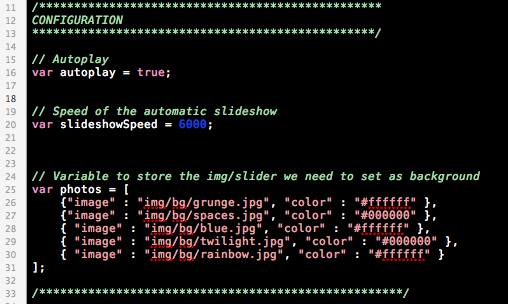 11 /***************************************************
12 CONFIGURATION
13 ***************************************************/
14
15 // Autoplay
16 var autoplay = true;
17
18
19 // Speed of the automatic slideshow
20 var slideshowSpeed = 6000;
21
22
23
24 // Variable to store the img/slider we need to set as background
25 var photos = [
26 {"image" : "img/bg/grunge.jpg", "color" : "#ffffff" },
27 {"image" : "img/bg/spaces.jpg", "color" : "#000000" },
28 { "image" : "img/bg/blue.jpg", "color" : "#ffffff" },
29 { "image" : "img/bg/twilight.jpg", "color" : "#000000" },
30 { "image" : "img/bg/rainbow.jpg", "color" : "#ffffff" }
31 ];
32
33 /*******************************************************/